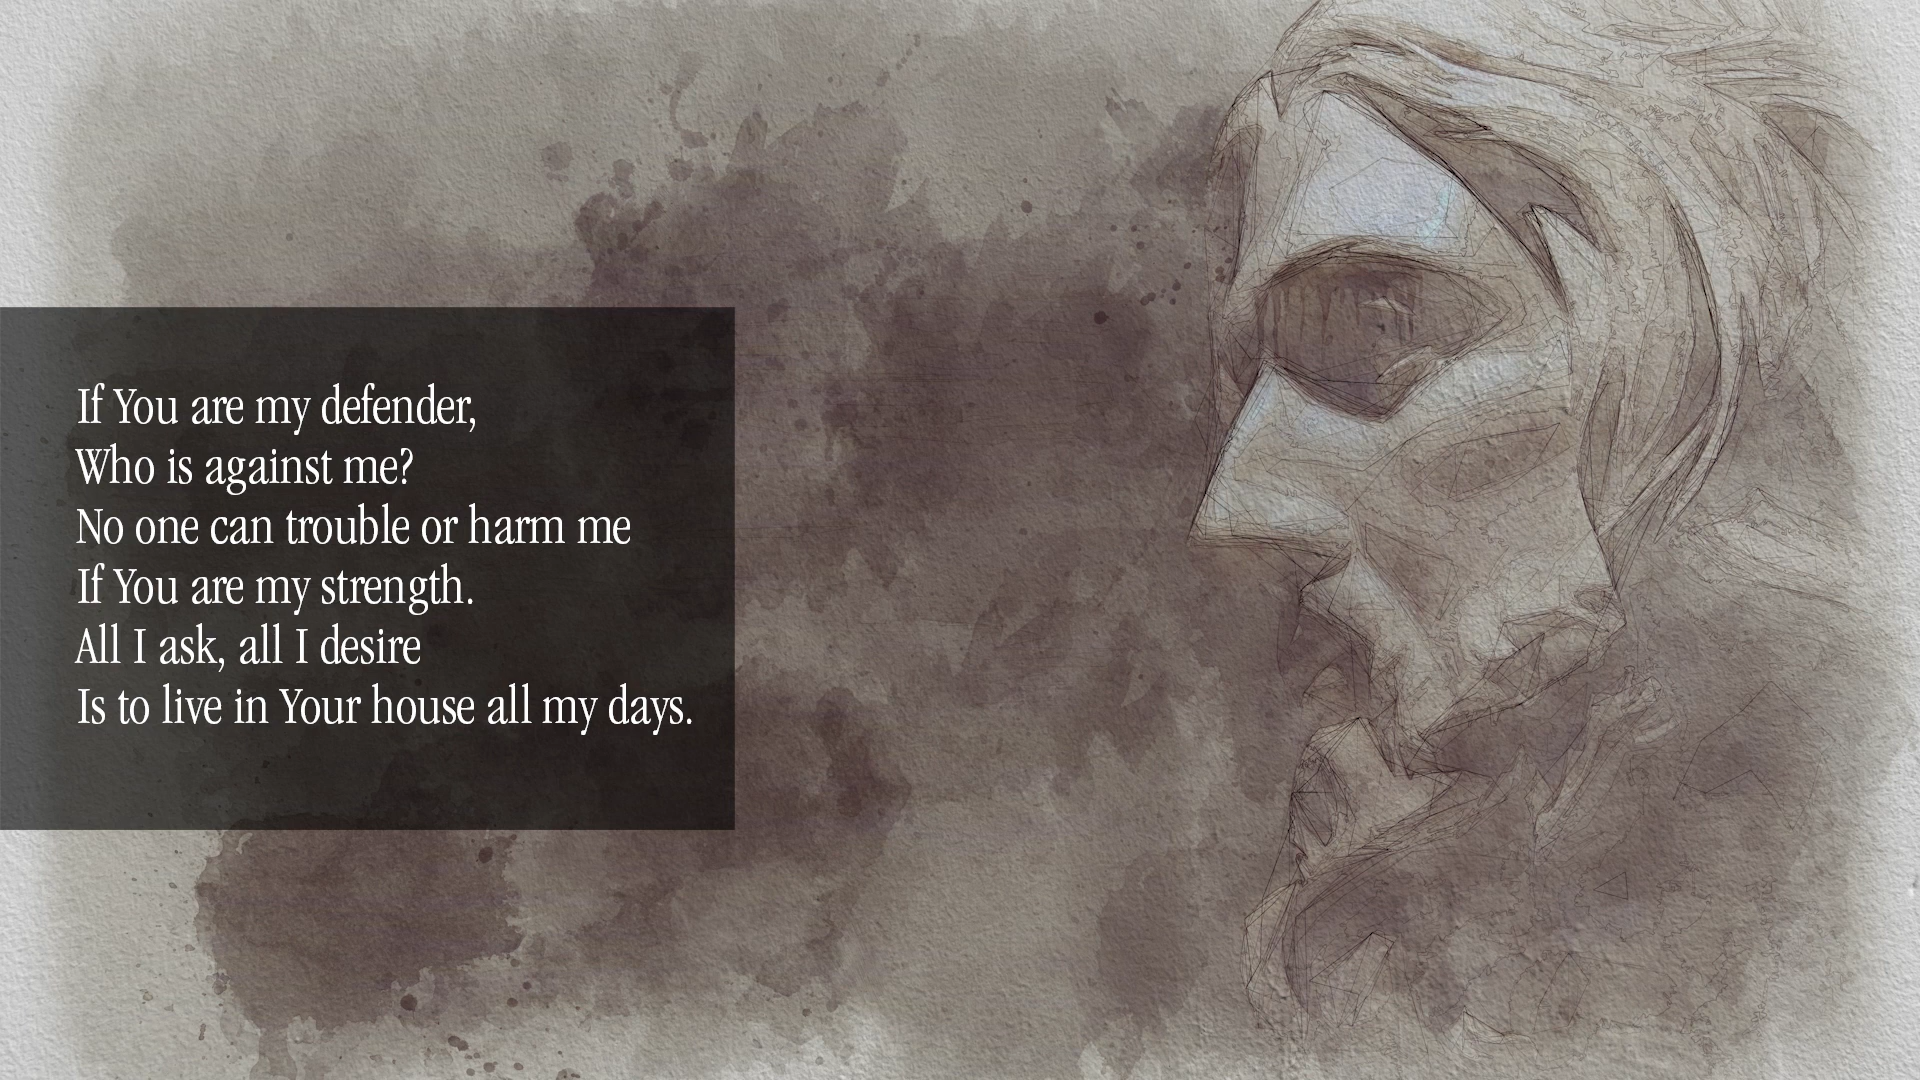 If You are my defender,
Who is against me?
No one can trouble or harm me
If You are my strength.
All I ask, all I desire
Is to live in Your house all my days.